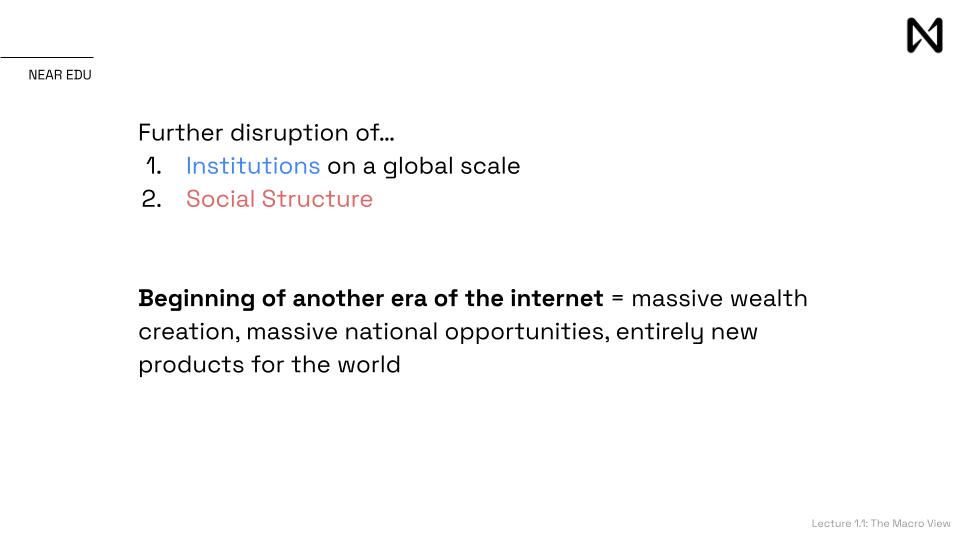 NEAR EDU
Further disruption of...
1. Institutions on a global scale
2. Social Structure
Beginning of another era of the internet = massive wealth
creation, massive national opportunities, entirely new
products for the world
Lecture 1.1: The Macro View